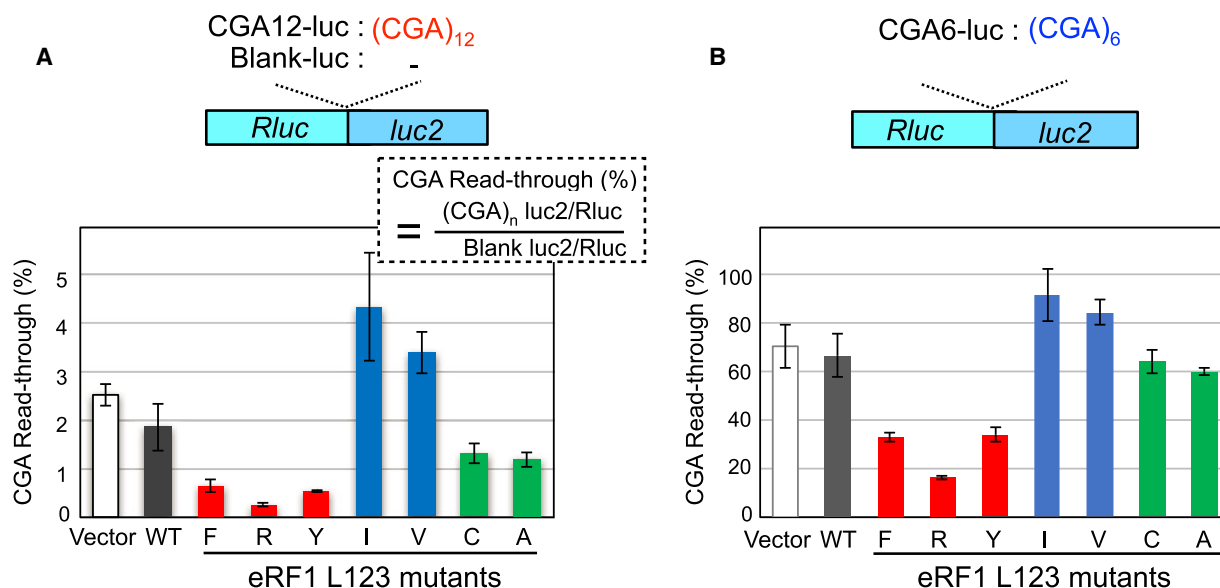 A
CGA12-luc : (CGA)12
Blank-luc : -
Rluc luc2
CGA Read-through (%)
= (CGA)n luc2/Rluc
Blank luc2/Rluc
CGA Read-through (%)
5
4
3
2
1
0
Vector WT F R Y I V C A
eRF1 L123 mutants
B
CGA6-luc : (CGA)6
Rluc luc2
CGA Read-through (%)
100
80
60
40
20
0
Vector WT F R Y I V C A
eRF1 L123 mutants